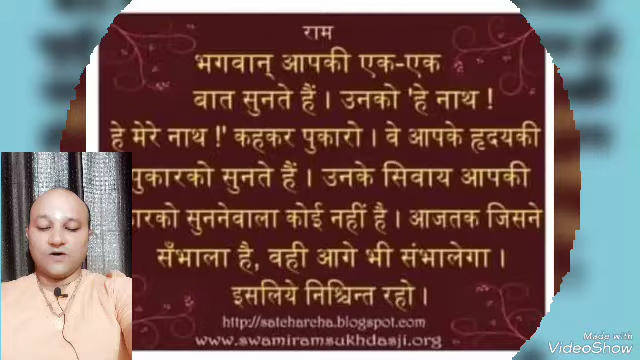 राम
भगवान् आपकी एक-एक
बात सुनते हैं । उनको 'हे नाथ !
हे मेरे नाथ !' कहकर पुकारो । वे आपके हृदयकी
पुकारको सुनते हैं । उनके सिवाय आपकी
सुननेवाला कोई नहीं है । आजतक जिसने
सँभाला है, वही आगे भी संभालेगा ।
इसलिये निश्चिन्त रहो ।
http://satcharcha.blogspot.com
www.swamiramsukhdasji.org
Made with
VideoShow